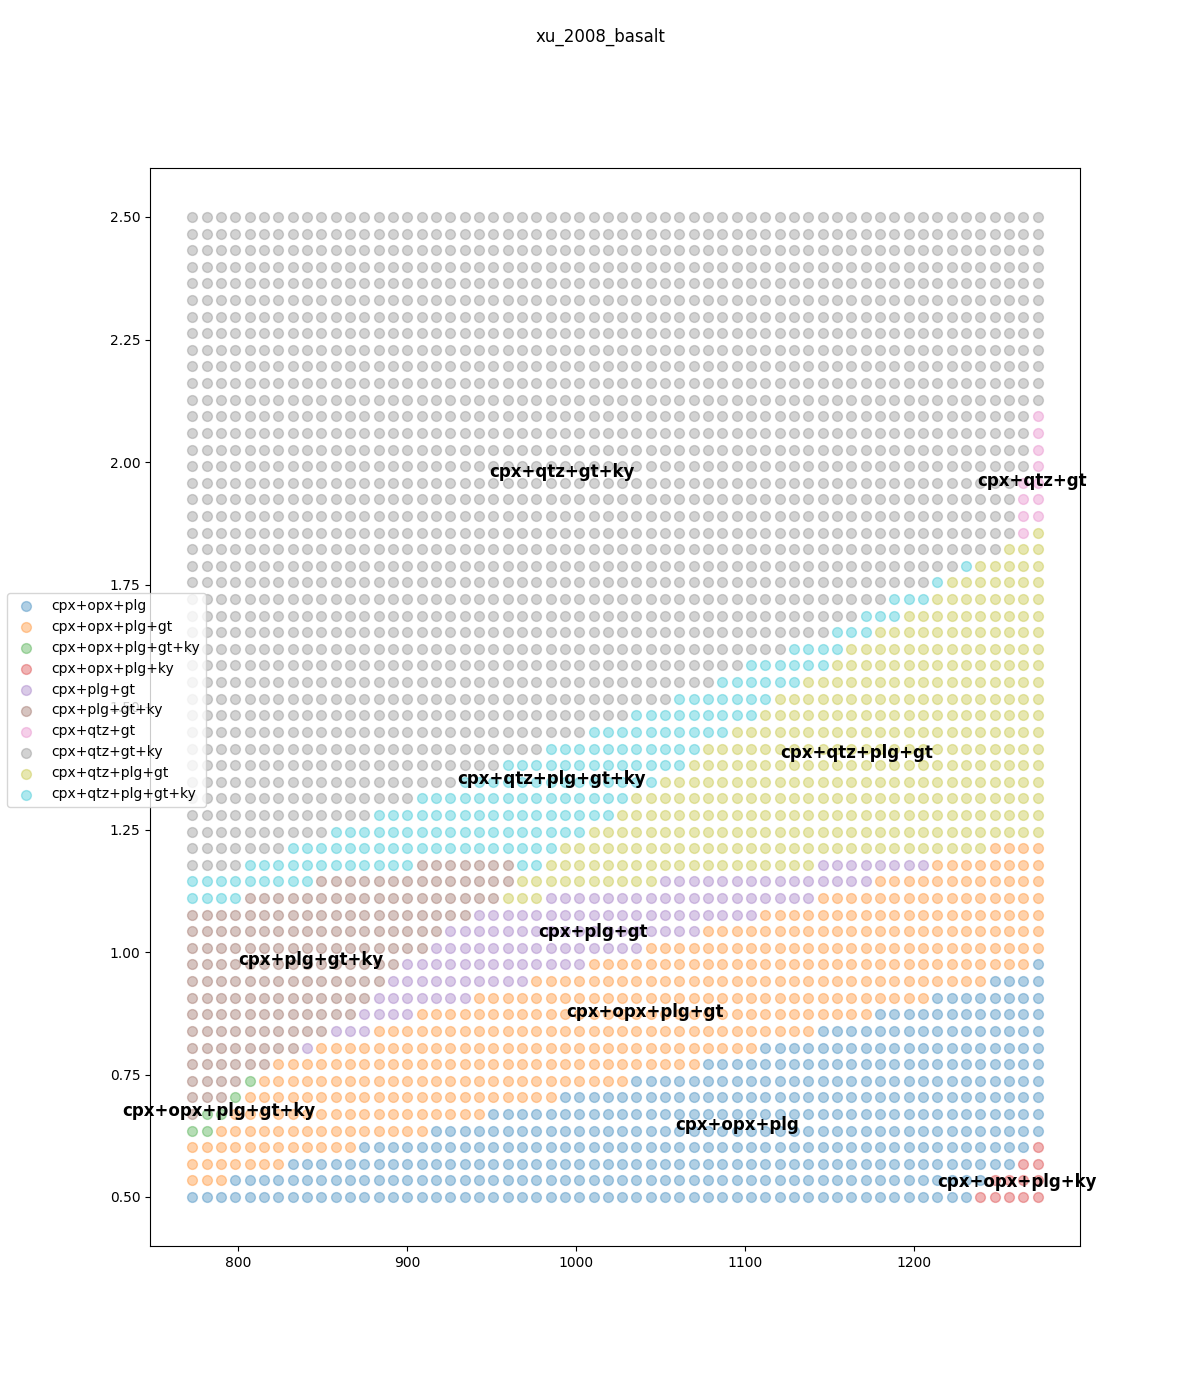 xu_2008_basalt
2.50
2.25
2.00
1.75
1.25
1.00
0.75
0.50
800
900
1000
1100
1200
cpx+opx+plg
cpx+opx+plg+gt
cpx+opx+plg+gt+ky
cpx+opx+plg+ky
cpx+plg+gt
cpx+plg+gt+ky
cpx+qtz+gt
cpx+qtz+gt+ky
cpx+qtz+plg+gt
cpx+qtz+plg+gt+ky
cpx+qtz+gt+ky
cpx+qtz+gt
cpx+qtz+plg+gt
cpx+qtz+plg+gt+ky
cpx+plg+gt
cpx+plg+gt+ky
cpx+opx+plg+gt
cpx+opx+plg+gt+ky
cpx+opx+plg
cpx+opx+plg+ky